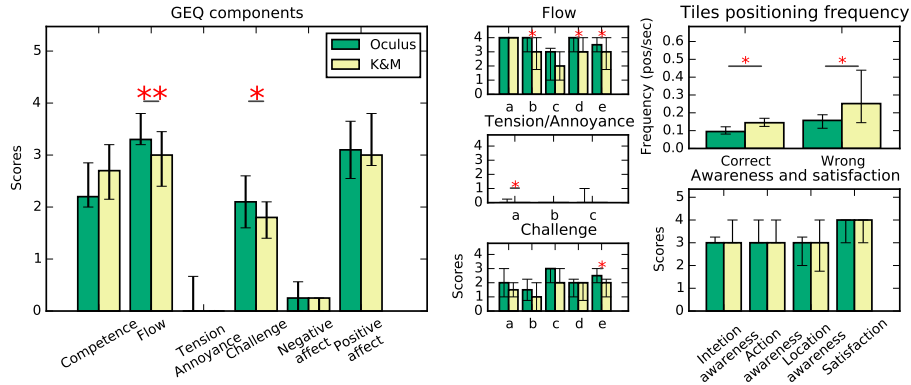 GEQ components
Scores
5
4
3
2
1
0
Oculus
K&M
**
*
Competence
Flow
Tension
Annoyance
Challenge
Negative
affect
Positive
affect
Flow
4
3
2
1
0
* * *
a b c d e
Tension/Annoyance
4
3
2
1
0
*
a b c
Challenge
Scores
4
3
2
1
0
*
a b c d e
Tiles positioning frequency
Frequency (pos/sec)
0.6
0.5
0.4
0.3
0.2
0.1
0.0
* *
Correct Wrong
Awareness and satisfaction
Scores
5
4
3
2
1
0
Intetion
awareness
Action
awareness
Location
awareness
Satisfaction